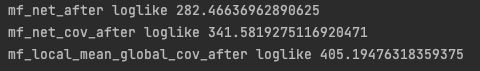 mf_net_after loglike 282.46636962890625
mf_net_cov_after loglike 341.5819275116920471
mf_local_mean_global_cov_after loglike 405.19476318359375